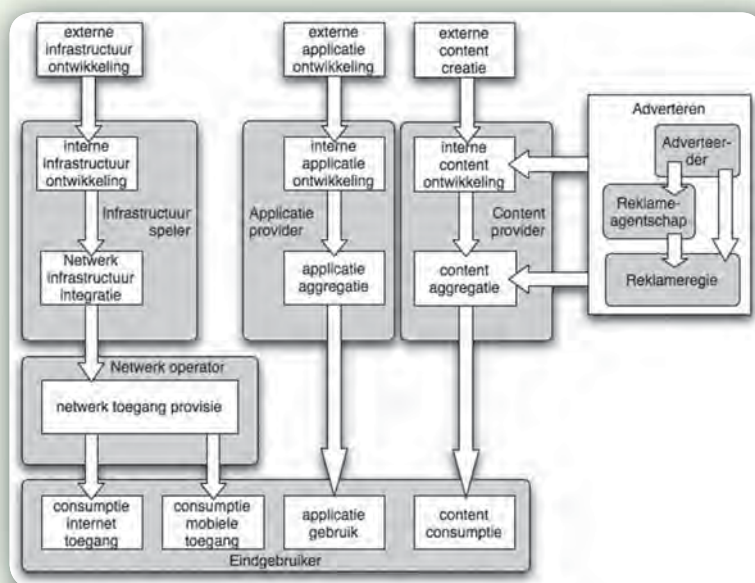 externe
infrastructuur
ontwikkeling
externe
applicatie
ontwikkeling
externe
content
creatie
Adverteren
Adverteer-
der
Reklame-
agentschap
Reklameregie
interne
infrastructuur
ontwikkeling
Infrastructuur
speler
Netwerk
infrastructuur
integratie
interne
applicatie
ontwikkeling
Applicatie
provider
applicatie
aggregatie
interne
content
ontwikkeling
Content
provider
content
aggregatie
Netwerk operator
netwerk toegang provisie
consumptie
internet
toegang
consumptie
mobiele
toegang
applicatie
gebruik
content
consumptie
Eindgebruiker